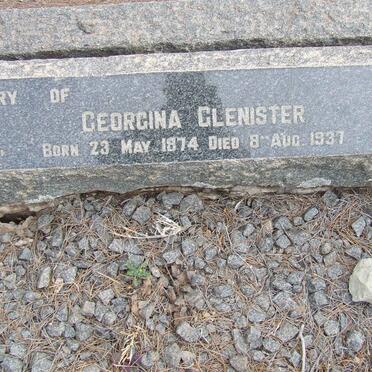 RY OF
GEORGINA GLENISTER
BORN 23 MAY 1874 DIED 8TH AUG. 1937